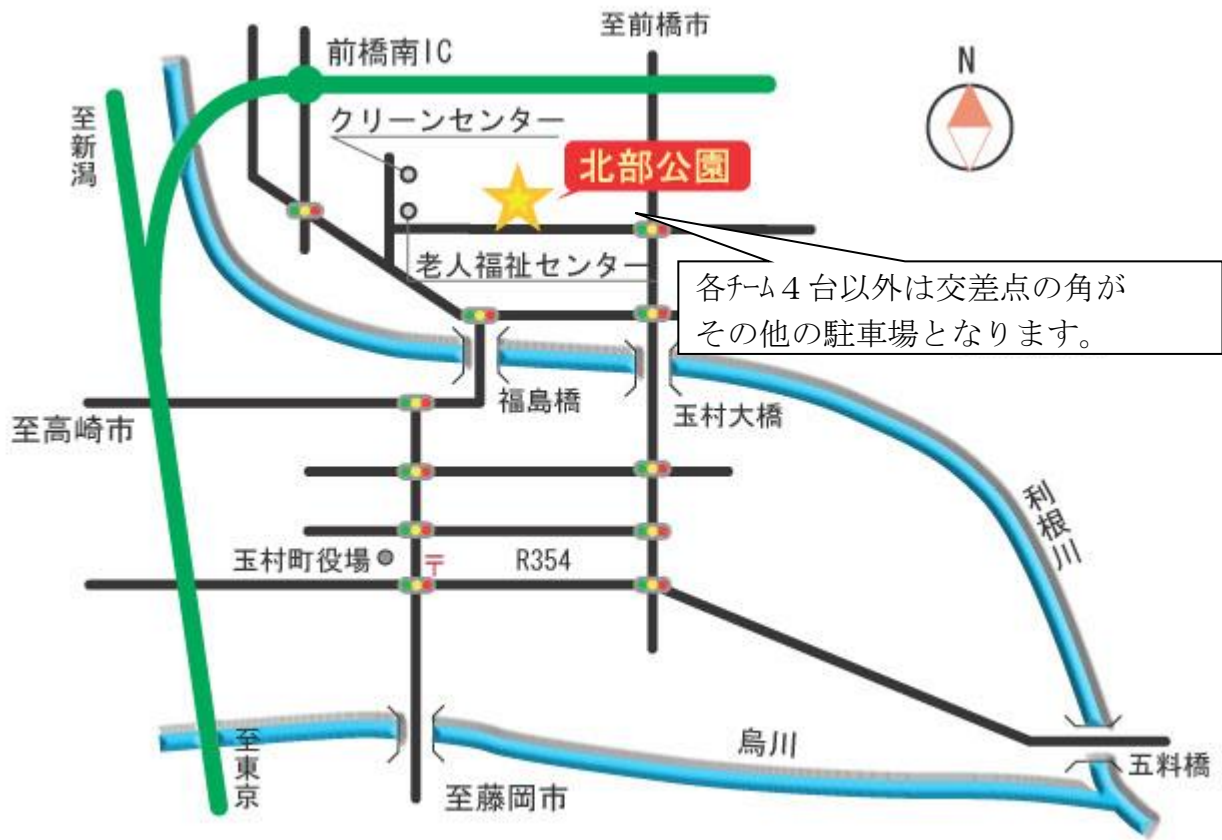 至前橋市
前橋南IC
N
至新潟
クリーンセンター
北部公園
老人福祉センター
各ﾁｰﾑ４台以外は交差点の角が
その他の駐車場となります。
福島橋
玉村大橋
至高崎市
利根川
玉村町役場
〒
R354
烏川
至東京
五料橋
至藤岡市